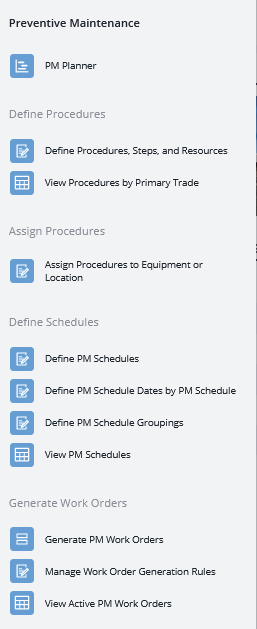 Preventive Maintenance
PM Planner
Define Procedures
Define Procedures, Steps, and Resources
View Procedures by Primary Trade
Assign Procedures
Assign Procedures to Equipment or
Location
Define Schedules
Define PM Schedules
Define PM Schedule Dates by PM Schedule
Define PM Schedule Groupings
View PM Schedules
Generate Work Orders
Generate PM Work Orders
Manage Work Order Generation Rules
View Active PM Work Orders